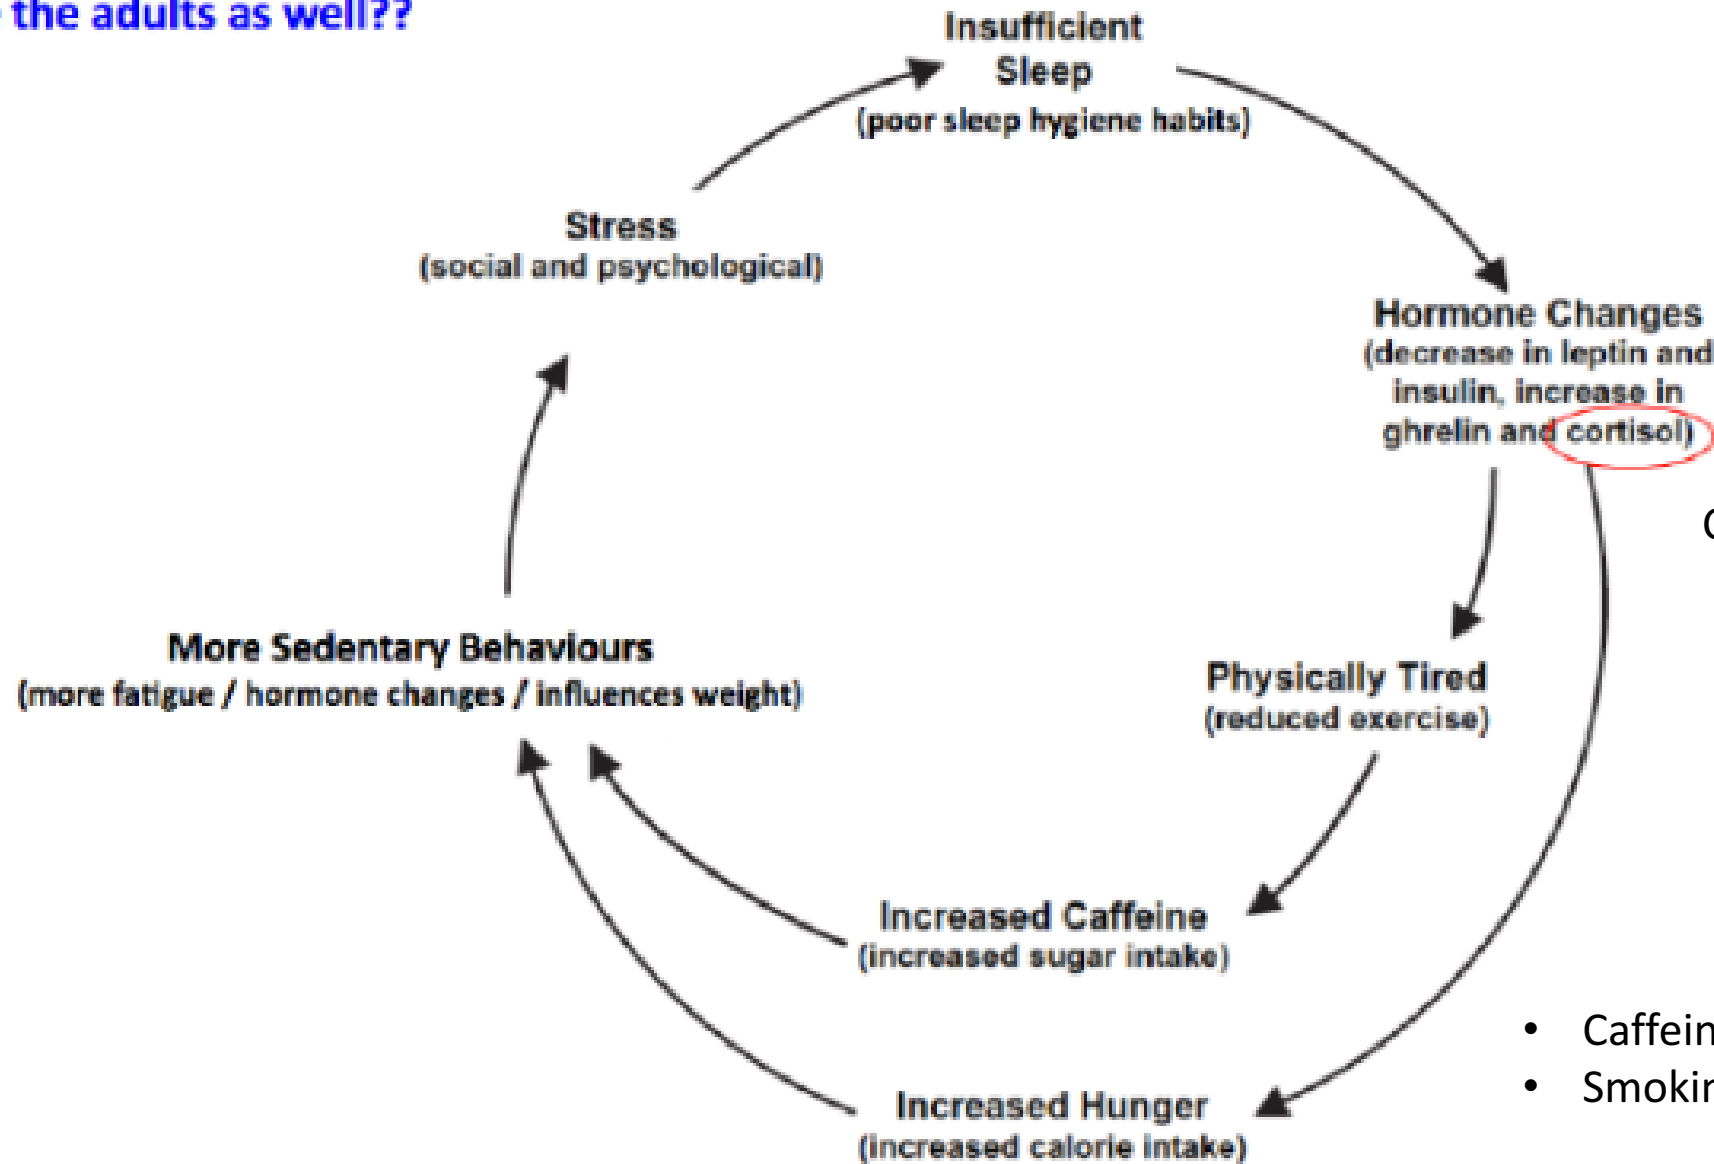 the adults as well??
Insufficient
Sleep
(poor sleep hygiene habits)
Stress
(social and psychological)
Hormone Changes
(decrease in leptin and
insulin, increase in
ghrelin and cortisol)
More Sedentary Behaviours
(more fatigue / hormone changes / influences weight)
Physically Tired
(reduced exercise)
Increased Caffeine
(increased sugar intake)
• Caffein
• Smokin
Increased Hunger
(increased calorie intake)